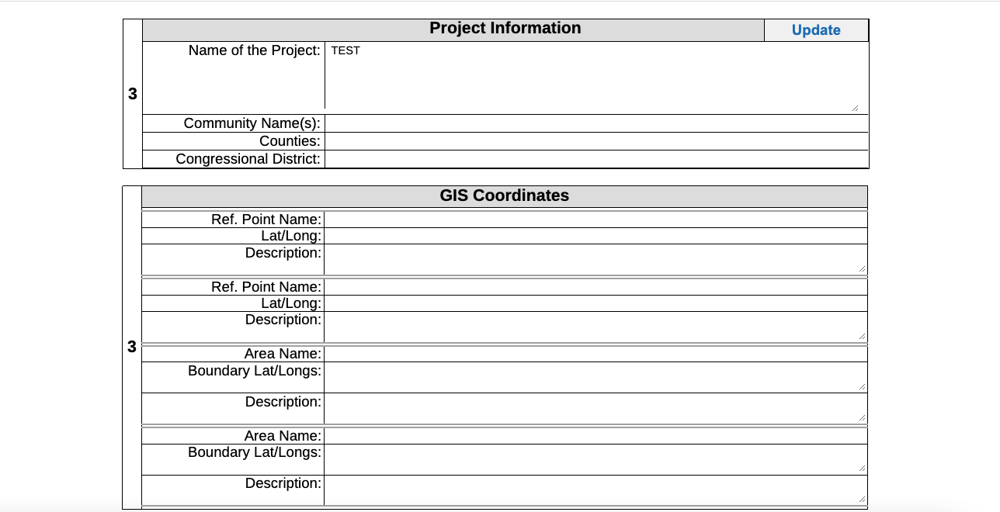 Project Information Update
Name of the Project: TEST
3
Community Name(s):
Counties:
Congressional District:
GIS Coordinates
Ref. Point Name:
Lat/Long:
Description:
Ref. Point Name:
Lat/Long:
Description:
3
Area Name:
Boundary Lat/Longs:
Description:
Area Name:
Boundary Lat/Longs:
Description: